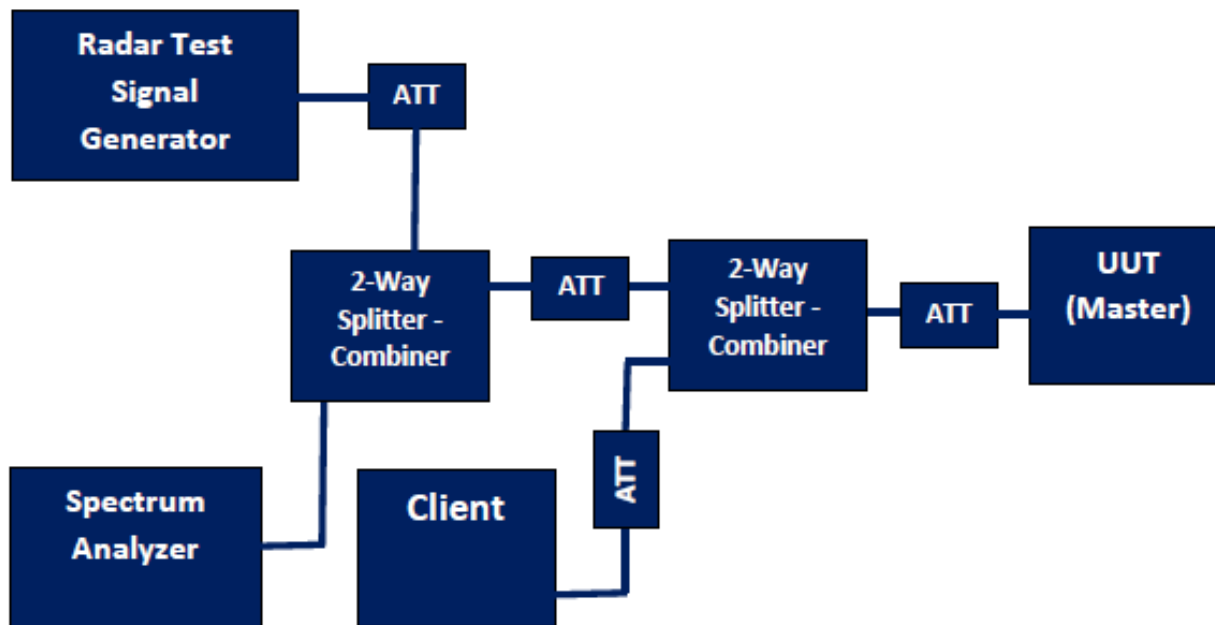 Radar Test
Signal
Generator
ATT
2-Way
Splitter -
Combiner
ATT
2-Way
Splitter -
Combiner
ATT
UUT
(Master)
Spectrum
Analyzer
Client
ATT